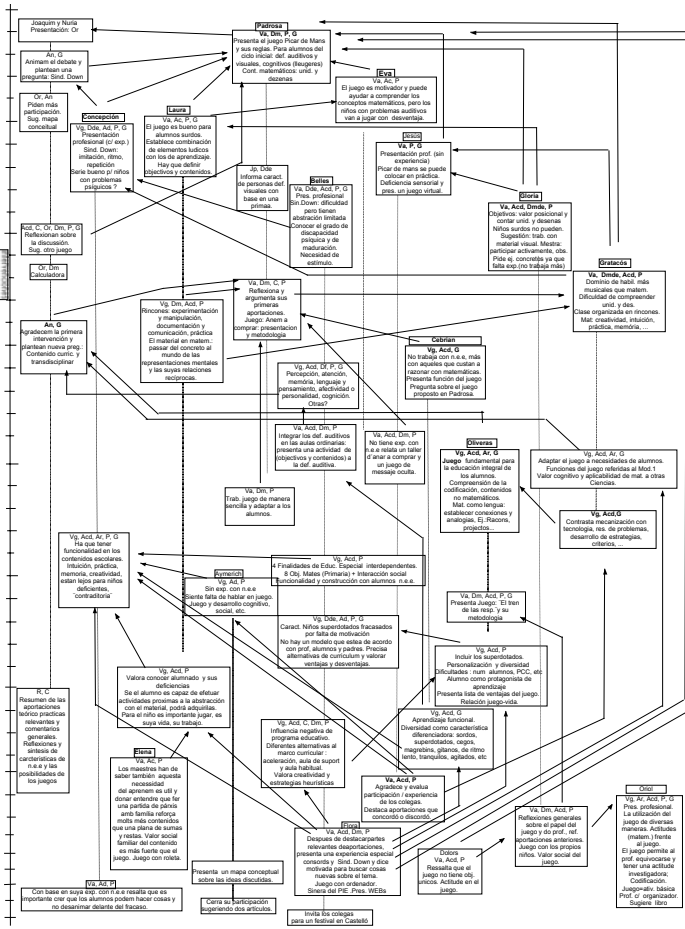 Joaquim y Nuria
Presentación: Or
An, G
Animam el debate y
plantean una
pregunta: Sind. Down
Or, An
Piden más
participación.
Sug. mapa
conceptual
Padrosa
Va, Dm, P, G
Presenta el juego Picar de Mans
y sus reglas. Para alumnos del
ciclo inicial: def. auditivos y
visuales, cognitivos (lleugeres)
Cont. matemáticos: unid. y
dezenas
Eva
Va, Ac, P
El juego es motivador y puede
ayudar a comprender los
conceptos matemáticos, pero los
niños con problemas auditivos
van a jugar con desventaja.
Concepción
Vg, Dde, Ad, P, G
Presentación
profesional (c/ exp.)
Sind. Down:
imitación, ritmo,
repetición
Serie bueno p/ niños
con problemas
psíquicos ?
Laura
Va, Ac, P, G
El juego es bueno para
alumnos surdos.
Establece combinación
de elementos ludicos
con los de aprendizaje.
Hay que definir
objectivos y contenidos.
Jesús
Va, P, G
Presentación prof. (sin
experiencia)
Picar de mans se puede
colocar en práctica.
Deficiencia sensorial y
pres. un juego virtual.
Jp, Dde
Informa caract.
de personas def.
visuales con
base en una
primas.
Belles
Va, Dde, Acd, P, G
Pres. profesional
Sin.Down: dificuldad
pero tienen
abstración limitada
Conocer el grado de
discapacidad
psíquica y de
maduración.
Necesidad de
estímulo.
Gloria
Va, Acd, Dmde, P
Objetivos: valor posicional y
contar unid. y desenas
Niños surdos no pueden.
Sugestión: trab. con
material visual. Mestra:
participar activamente, obs.
Pide ej. concretos ya que
falta exp.(no trabaja más)
Acd, C, Or, Dm, P, G
Reflexionan sobre
la discussión.
Sug. otro juego
Or, Dm
Calculadora
Gratacós
Va, Dmde, Acd, P
Domínio de habil. más
musicales que matem.
Dificuldad de compreender
unid. y des.
Clase organizada en rincones.
Mat: creatividad, intuición,
práctica, memória, ...
Va, Dm, C, P
Reflexiona y
argumenta sus
primeras
aportaciones.
Juego: Anem a
comprar: presentacion
y metodologia
Vg, Dm, Acd, P
Rincones: experimentación
y manipulación,
documentación y
comunicación, práctica
El material en matem.:
passar del concreto al
mundo de las
representaciones mentales
y las suyas relaciones
recíprocas.
An, G
Agradecem la primera
intervención y
plantean nueva preg.:
Contenido curric. y
transdiciplinar
Cebrian
Vg, Acd, G
No trabaja con n.e.e, más
con aqueles que custan a
razonar con matemáticas.
Presenta función del juego
Pregunta sobre el juego
proposto en Padrosa.
Vg, Acd, Df, P, G
Percepción, atención,
memória, lenguaje y
pensamiento, afectividad o
personalidad, cognición.
Otras?
Va, Acd, Dm, P
Integrar los def. auditivos
en las aulas ordinarias:
presenta una actividad de
(objectivos y contenidos) a
la def. auditiva.
Va, Acd, Dm, P
No tiene exp. con
n.e.e relata un taller
d´anar a comprar y
un juego de
message oculta.
Oliveras
Vg, Acd, Ar, G
Juego fundamental para
la educación integral de
los alumnos.
Compreensión de la
codificación, contenidos
no matemáticos.
Mat. como lengua:
establecer conexiones y
analogias, Ej.:Racons,
projectos...
Vg, Acd, Ar, G
Adaptar el juego a necesidades de alumnos.
Funciones del juego referidas al Mod.1
Valor cognitivo y aplicabilidad de mat. a otras
Ciencias.
Vg, Acd,G
Contrasta mecanización con
tecnología, res. de problemas,
desarrollo de estrategias,
criterios, ...
Va, Dm, P
Trab. juego de manera
sencilla y adaptar a los
alumnos.
Vg, Acd, Ar, P, G
Ha que tener
funcionalidad en los
contenidos escolares.
Intuición, práctica,
memoria, creatividad,
estan lejos para niños
deficientes,
¨contraditoria¨
Vg, Acd, P
4 Finalidades de Educ. Especial interdependentes.
8 Obj. Mates (Primaria) + Interacción social
Funcionalidad y construcción con alumnos n.e.e.
Aymerich
Vg, Ad, P
Sin exp. con n.e.e
Siente falta de hablar en juego.
Juego y desarollo cognitivo,
social, etc.
Va, Dm, Acd, P, G
Presenta Juego: ¨El tren
de las resp.¨y su
metodologia
Vg, Dde, Ad, P, G
Caract. Niños superdotados fracasados
por falta de motivación
No hay un modelo que estea de acordo
con prof, alumnos y padres. Precisa
alternativas de curriculum y valorar
ventajas y desventajas.
Vg, Acd, P
Incluir los superdotados.
Personalización y diversidad
Dificultades : num alumnos, PCC, etc
Alumno como protagonista de
aprendizaje
Presenta lista de ventajas del juego.
Relación juego-vida.
Vg, Acd, P
Valora conocer alumnado y sus
deficiencias
Se el alumno es capaz de efetuar
actividades proximas a la abstracción
con el material, podrá adquirilas.
Para el niño es importante jugar, es
suya vida, su trabajo.
R, C
Resumen de las
aportaciones
teórico practicas
relevantes y
comentarios
generales.
Reflexiones y
sintesis de
carcteristicas de
n.e.e y las
posibilidades de
los juegos
Vg, Acd, G
Aprendizaje funcional.
Diversidad como característica
diferenciadora: sordos,
superdotados, cegos,
magrebins, gitanos, de ritmo
lento, tranquilos, agitados, etc
Vg, Acd, C, Dm, P
Influencia negativa de
programa educativo.
Diferentes alternativas al
marco curricular :
aceleración, aula de suport
y aula habitual.
Valora creatividad y
estrategias heurísticas
Elena
Va, Ac, P
Los maestres han de
saber también aquesta
necesidad
del aprenem es util y
donar entendre que fer
una partida de párxis
amb familia reforça
molts més contenidos
que una plana de sumas
y restas. Valor social
familiar del contenido
es más fuerte que el
juego. Juego con roleta.
Va, Acd, P
Agradece y evalua
participación / experiencia
de los colegas.
Destaca aportaciones que
concordó o discordó.
Flora
Va, Acd, Dm, P
Despues de destacarpartes
relevantes deaportaciones,
presenta una experiencia especial
consords y Sind. Down y dice
motivada para buscar cosas
nuevas sobre el tema.
Juego con ordenador.
Sinera del PIE .Pres. WEBs
Dolors
Va, Acd, P
Ressalta que el
juego no tiene obj.
unicos. Actitude en el
juego.
Va, Dm, Acd, P
Reflexiones generales
sobre el papel del
juego y do prof., ref.
aportaciones anteriores.
Juego con los propios
niños. Valor social del
juego.
Oriol
Vg, Ar, Acd, P, G
Pres. profesional.
La utilización del
juego de diversas
maneras. Actitudes
(matem.) frente
al juego.
El juego permite al
prof. equivocarse y
tener una actitude
investigadora;
Codificación.
Juego=ativ. básica
Prof. c/ organizador.
Sugiere libro
Presenta un mapa conceptual
sobre las ideas discutidas.
Va, Ad, P
Con base en suya exp. con n.e.e resalta que es
importante crer que los alumnos podem hacer cosas y
no desanimar delante del fracaso.
Cerra su participación
sugeriendo dos artículos.
Invita los colegas
para un festival en Castelló